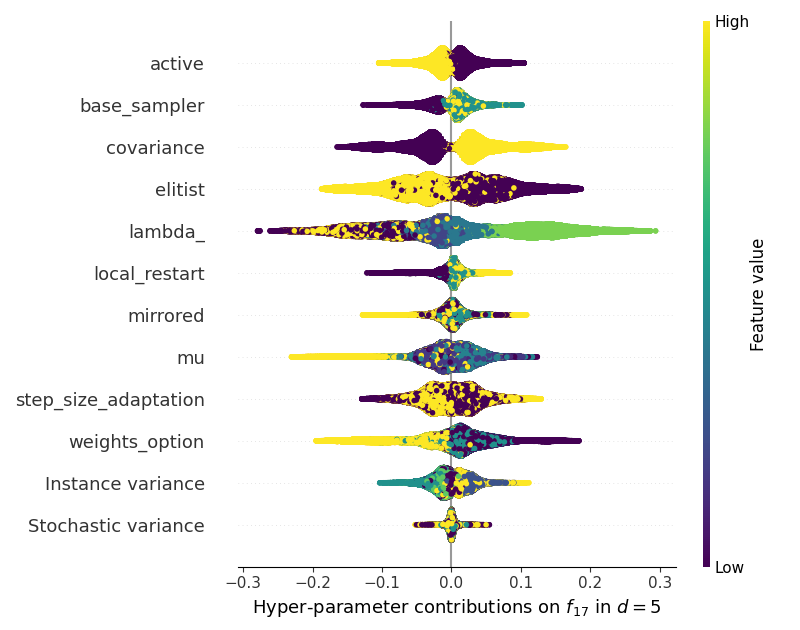 active
base_sampler
covariance
elitist
lambda_
local_restart
mirrored
mu
step_size_adaptation
weights_option
Instance variance
Stochastic variance
−0.3 −0.2 −0.1 0.0 0.1 0.2 0.3
Hyper-parameter contributions on f17 in d = 5
High
Feature value
Low